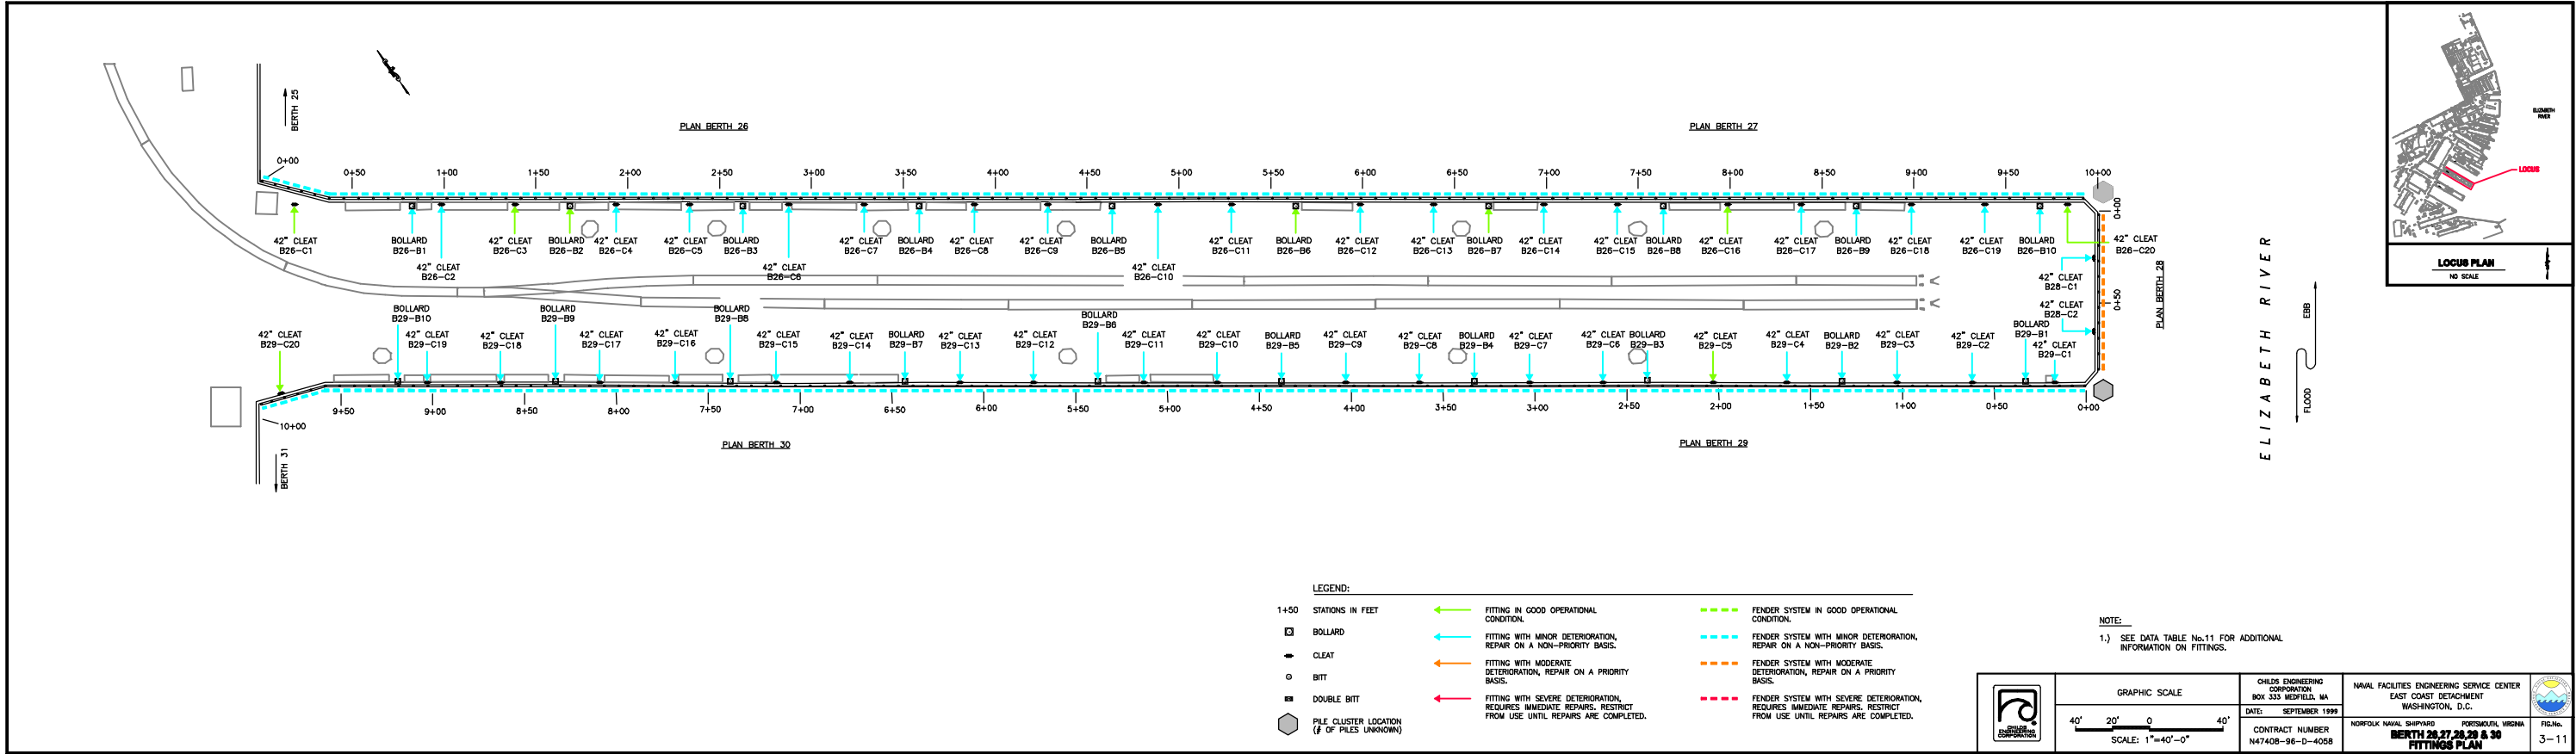 BERTH 25
PLAN BERTH 26
PLAN BERTH 27
0+00
0+50
1+00
1+50
2+00
2+50
3+00
3+50
4+00
4+50
5+00
5+50
6+00
6+50
7+00
7+50
8+00
8+50
9+00
9+50
10+00
42" CLEAT
B26-C1
BOLLARD
B26-B1
42" CLEAT
B26-C2
42" CLEAT
B26-C3
BOLLARD
B26-B2
42" CLEAT
B26-C4
42" CLEAT
B26-C5
BOLLARD
B26-B3
42" CLEAT
B26-C6
42" CLEAT
B26-C7
BOLLARD
B26-B4
42" CLEAT
B26-C8
42" CLEAT
B26-C9
BOLLARD
B26-B5
42" CLEAT
B26-C10
42" CLEAT
B26-C11
BOLLARD
B26-B6
42" CLEAT
B26-C12
42" CLEAT
B26-C13
BOLLARD
B26-B7
42" CLEAT
B26-C14
42" CLEAT
B26-C15
BOLLARD
B26-B8
42" CLEAT
B26-C16
42" CLEAT
B26-C17
BOLLARD
B26-B9
42" CLEAT
B26-C18
42" CLEAT
B26-C19
BOLLARD
B26-B10
42" CLEAT
B26-C20
0+00
42" CLEAT
B28-C1
42" CLEAT
B28-C2
0+50
PLAN BERTH 28
42" CLEAT
B29-C20
BOLLARD
B29-B10
42" CLEAT
B29-C19
42" CLEAT
B29-C18
BOLLARD
B29-B9
42" CLEAT
B29-C17
42" CLEAT
B29-C16
BOLLARD
B29-B8
42" CLEAT
B29-C15
42" CLEAT
B29-C14
BOLLARD
B29-B7
42" CLEAT
B29-C13
42" CLEAT
B29-C12
BOLLARD
B29-B6
42" CLEAT
B29-C11
42" CLEAT
B29-C10
BOLLARD
B29-B5
42" CLEAT
B29-C9
42" CLEAT
B29-C8
BOLLARD
B29-B4
42" CLEAT
B29-C7
42" CLEAT
B29-C6
BOLLARD
B29-B3
42" CLEAT
B29-C5
42" CLEAT
B29-C4
BOLLARD
B29-B2
42" CLEAT
B29-C3
42" CLEAT
B29-C2
BOLLARD
B29-B1
42" CLEAT
B29-C1
10+00
9+50
9+00
8+50
8+00
7+50
7+00
6+50
6+00
5+50
5+00
4+50
4+00
3+50
3+00
2+50
2+00
1+50
1+00
0+50
0+00
BERTH 31
PLAN BERTH 30
PLAN BERTH 29
ELIZABETH RIVER
EBB
FLOOD
ELIZABETH
RIVER
LOCUS
LOCUS PLAN
NO SCALE
LEGEND:
1+50 STATIONS IN FEET
BOLLARD
CLEAT
BITT
DOUBLE BITT
PILE CLUSTER LOCATION
(# OF PILES UNKNOWN)
FITTING IN GOOD OPERATIONAL
CONDITION.
FITTING WITH MINOR DETERIORATION,
REPAIR ON A NON-PRIORITY BASIS.
FITTING WITH MODERATE
DETERIORATION, REPAIR ON A PRIORITY
BASIS.
FITTING WITH SEVERE DETERIORATION,
REQUIRES IMMEDIATE REPAIRS. RESTRICT
FROM USE UNTIL REPAIRS ARE COMPLETED.
FENDER SYSTEM IN GOOD OPERATIONAL
CONDITION.
FENDER SYSTEM WITH MINOR DETERIORATION,
REPAIR ON A NON-PRIORITY BASIS.
FENDER SYSTEM WITH MODERATE
DETERIORATION, REPAIR ON A PRIORITY
BASIS.
FENDER SYSTEM WITH SEVERE DETERIORATION,
REQUIRES IMMEDIATE REPAIRS. RESTRICT
FROM USE UNTIL REPAIRS ARE COMPLETED.
NOTE:
1.) SEE DATA TABLE No.11 FOR ADDITIONAL
INFORMATION ON FITTINGS.
CHILDS
ENGINEERING
CORPORATION
GRAPHIC SCALE
40' 20' 0 40'
SCALE: 1"=40'-0"
CHILDS ENGINEERING
CORPORATION
BOX 333 MEDFIELD, MA
DATE: SEPTEMBER 1999
CONTRACT NUMBER
N47408-96-D-4058
NAVAL FACILITIES ENGINEERING SERVICE CENTER
EAST COAST DETACHMENT
WASHINGTON, D.C.
NORFOLK NAVAL SHIPYARD PORTSMOUTH, VIRGINIA
BERTH 26,27,28,29 & 30
FITTINGS PLAN
FIG.No.
3-11